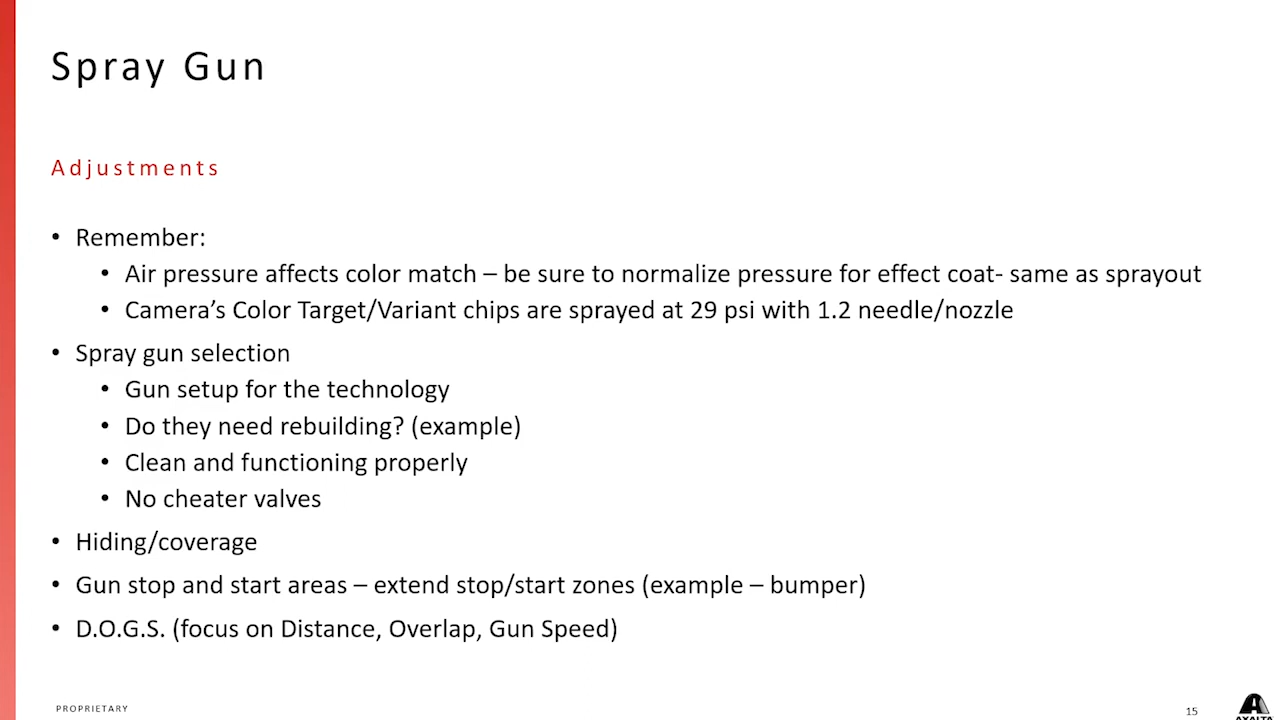 Spray Gun
Adjustments
• Remember:
• Air pressure affects color match – be sure to normalize pressure for effect coat- same as sprayout
• Camera’s Color Target/Variant chips are sprayed at 29 psi with 1.2 needle/nozzle
• Spray gun selection
• Gun setup for the technology
• Do they need rebuilding? (example)
• Clean and functioning properly
• No cheater valves
• Hiding/coverage
• Gun stop and start areas – extend stop/start zones (example – bumper)
• D.O.G.S. (focus on Distance, Overlap, Gun Speed)
PROPRIETARY
15
AXALTA